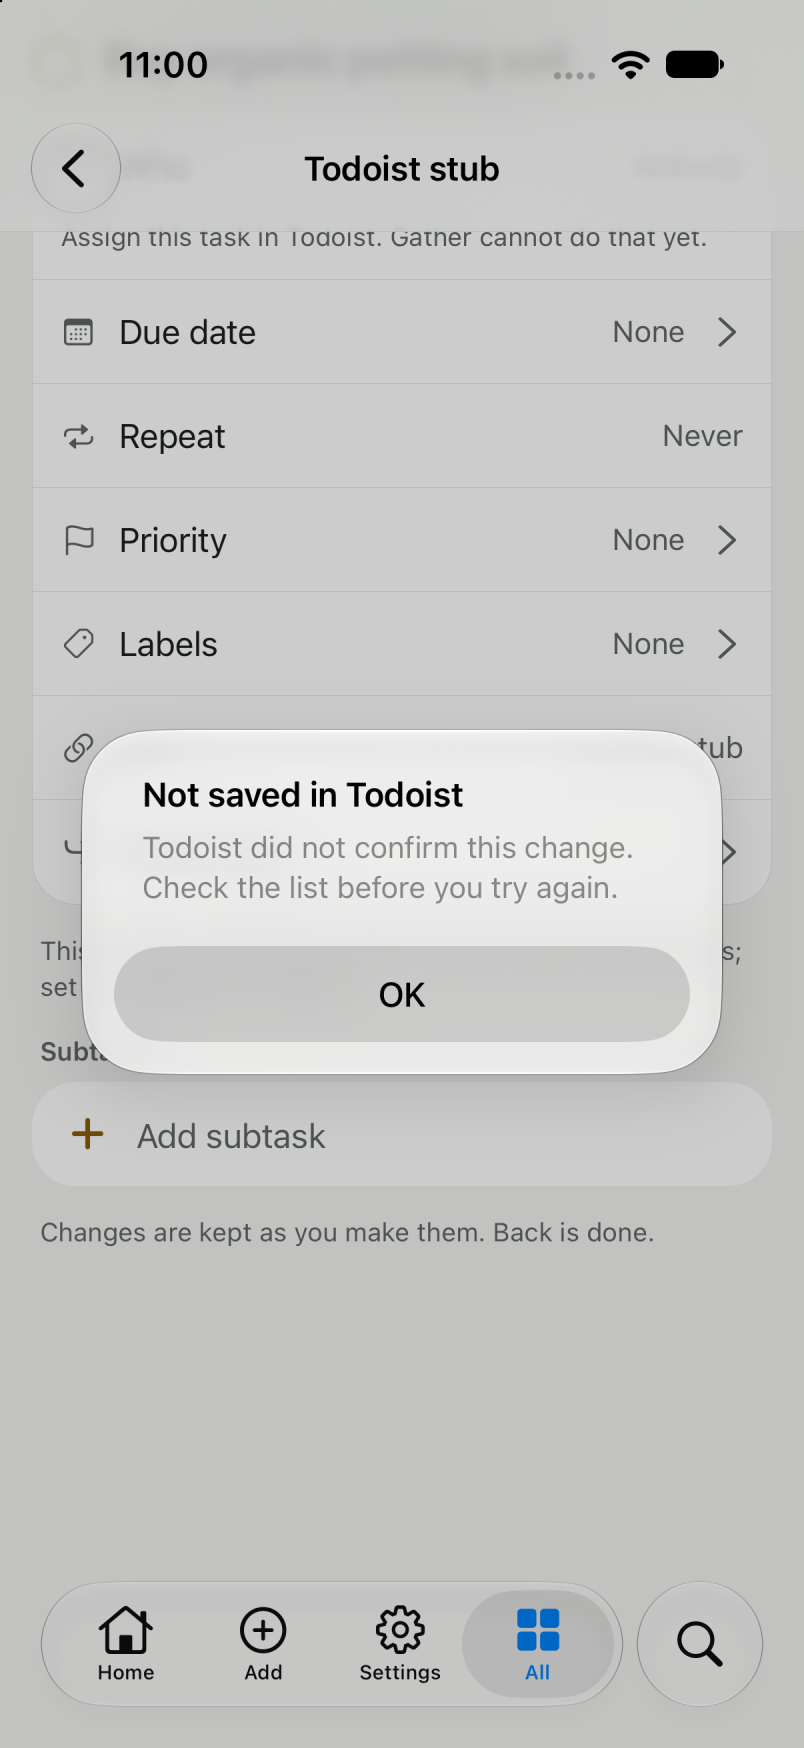 11:00
Todoist stub
Assign this task in Todoist. Gather cannot do that yet.
Due date
None
Repeat
Never
Priority
None
Labels
None
Not saved in Todoist
Todoist did not confirm this change.
Check the list before you try again.
OK
set
Add subtask
Changes are kept as you make them. Back is done.
Home
Add
Settings
All